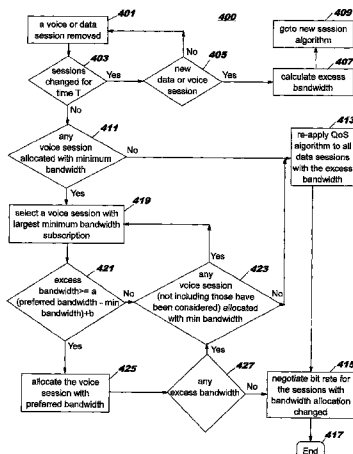 401
a voice or data
session removed
400
409
goto new session
algorithm
403
sessions
changed for
time T
Yes
No
405
new
data or voice
session
Yes
407
calculate excess
bandwidth
No
411
any
voice session
allocated with minimum
bandwidth
No
413
re-apply QoS
algorithm to all
data sessions
with the excess
bandwidth
Yes
419
select a voice session with
largest minimum bandwidth
subscription
421
excess
bandwidth>= a
(preferred bandwidth - min
bandwidth)+b
No
Yes
423
any
voice session
(not including those have
been considered) allocated
with min bandwidth
No
Yes
Yes
425
allocate the voice
session with
preferred bandwidth
427
any
excess bandwidth
No
415
negotiate bit rate for
the sessions with
bandwidth allocation
changed
417
End